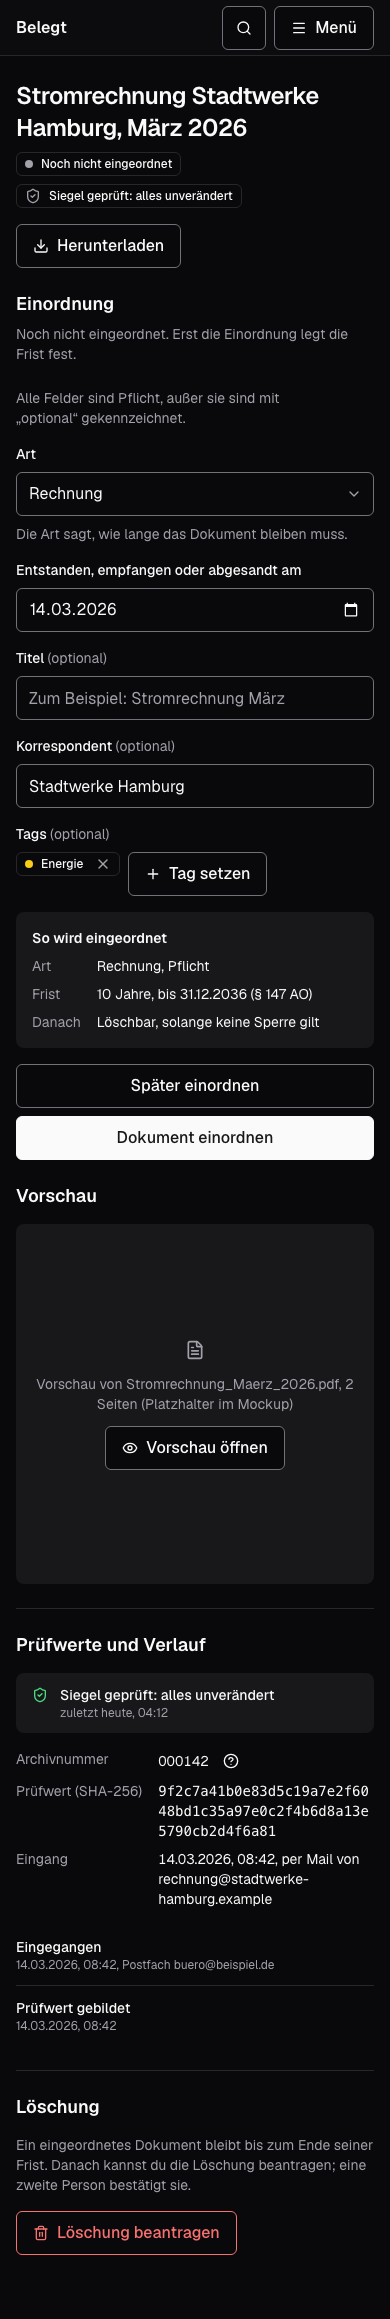 Belegt
Menü
Stromrechnung Stadtwerke
Hamburg, März 2026
Noch nicht eingeordnet
Siegel geprüft: alles unverändert
Herunterladen
Einordnung
Noch nicht eingeordnet. Erst die Einordnung legt die
Frist fest.
Alle Felder sind Pflicht, außer sie sind mit
„optional“ gekennzeichnet.
Art
Rechnung
Die Art sagt, wie lange das Dokument bleiben muss.
Entstanden, empfangen oder abgesandt am
14.03.2026
Titel (optional)
Zum Beispiel: Stromrechnung März
Korrespondent (optional)
Stadtwerke Hamburg
Tags (optional)
Energie
Tag setzen
So wird eingeordnet
Art Rechnung, Pflicht
Frist 10 Jahre, bis 31.12.2036 (§ 147 AO)
Danach Löschbar, solange keine Sperre gilt
Später einordnen
Dokument einordnen
Vorschau
Vorschau von Stromrechnung_Maerz_2026.pdf, 2
Seiten (Platzhalter im Mockup)
Vorschau öffnen
Prüfwerte und Verlauf
Siegel geprüft: alles unverändert
zuletzt heute, 04:12
Archivnummer 000142
Prüfwert (SHA-256) 9f2c7a41b0e83d5c19a7e2f60
48bd1c35a97e0c2f4b6d8a13e
5790cb2d4f6a81
Eingang 14.03.2026, 08:42, per Mail von
rechnung@stadtwerke-
hamburg.example
Eingegangen
14.03.2026, 08:42, Postfach buero@beispiel.de
Prüfwert gebildet
14.03.2026, 08:42
Löschung
Ein eingeordnetes Dokument bleibt bis zum Ende seiner
Frist. Danach kannst du die Löschung beantragen; eine
zweite Person bestätigt sie.
Löschung beantragen